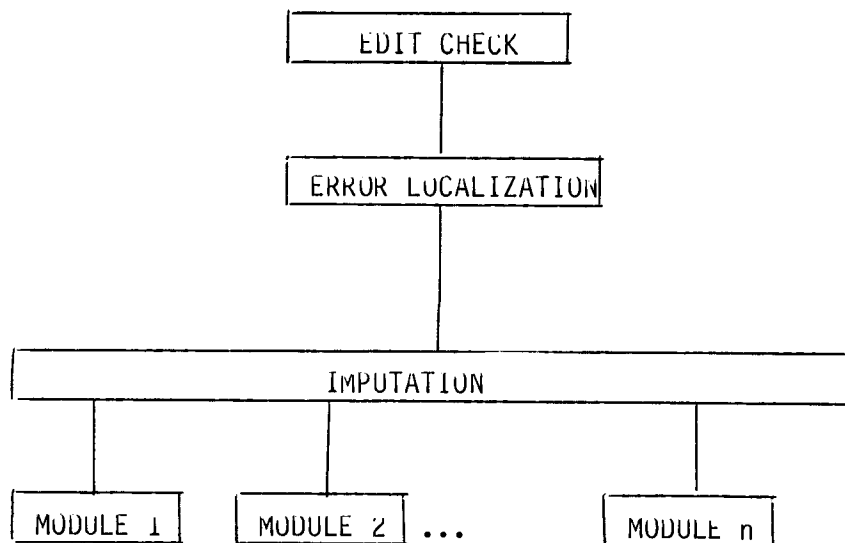 EDIT CHECK
ERROR LOCALIZATION
IMPUTATION
MODULE 1 MODULE 2 ... MODULE n